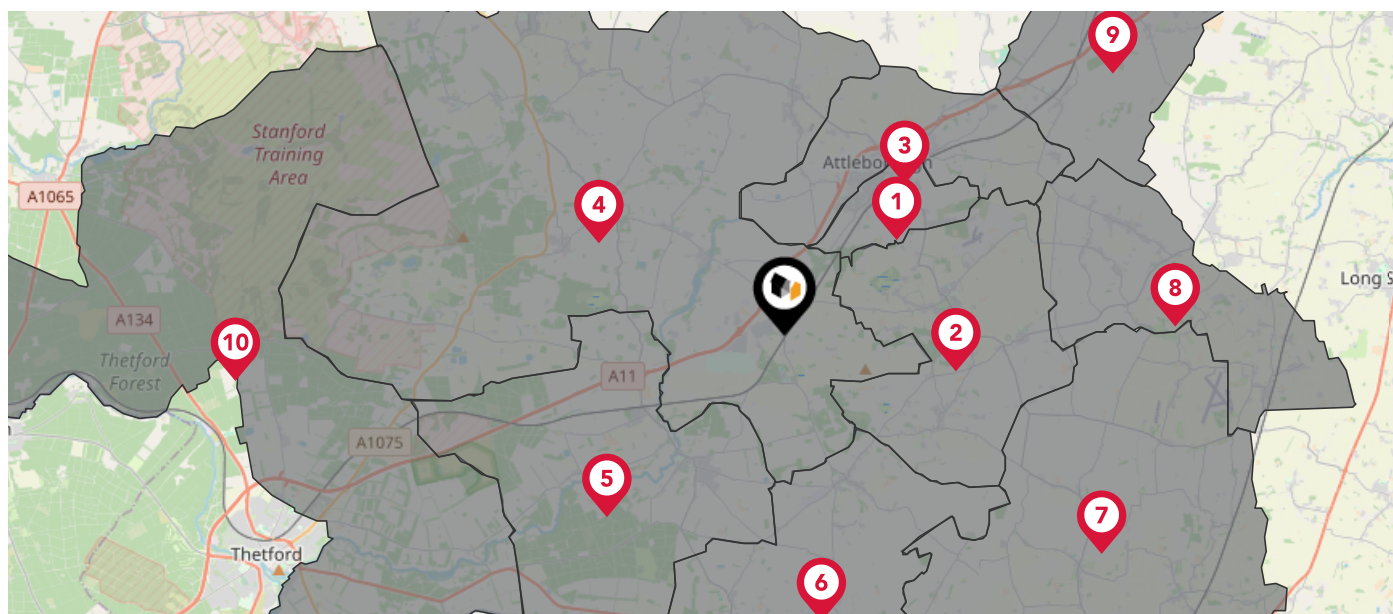 9
Stanford
Training
Area
3
Attleborough
A1065
4
1
8
Long S
A134
10
Thetford
Forest
2
A11
A1075
5
7
Thetford
6